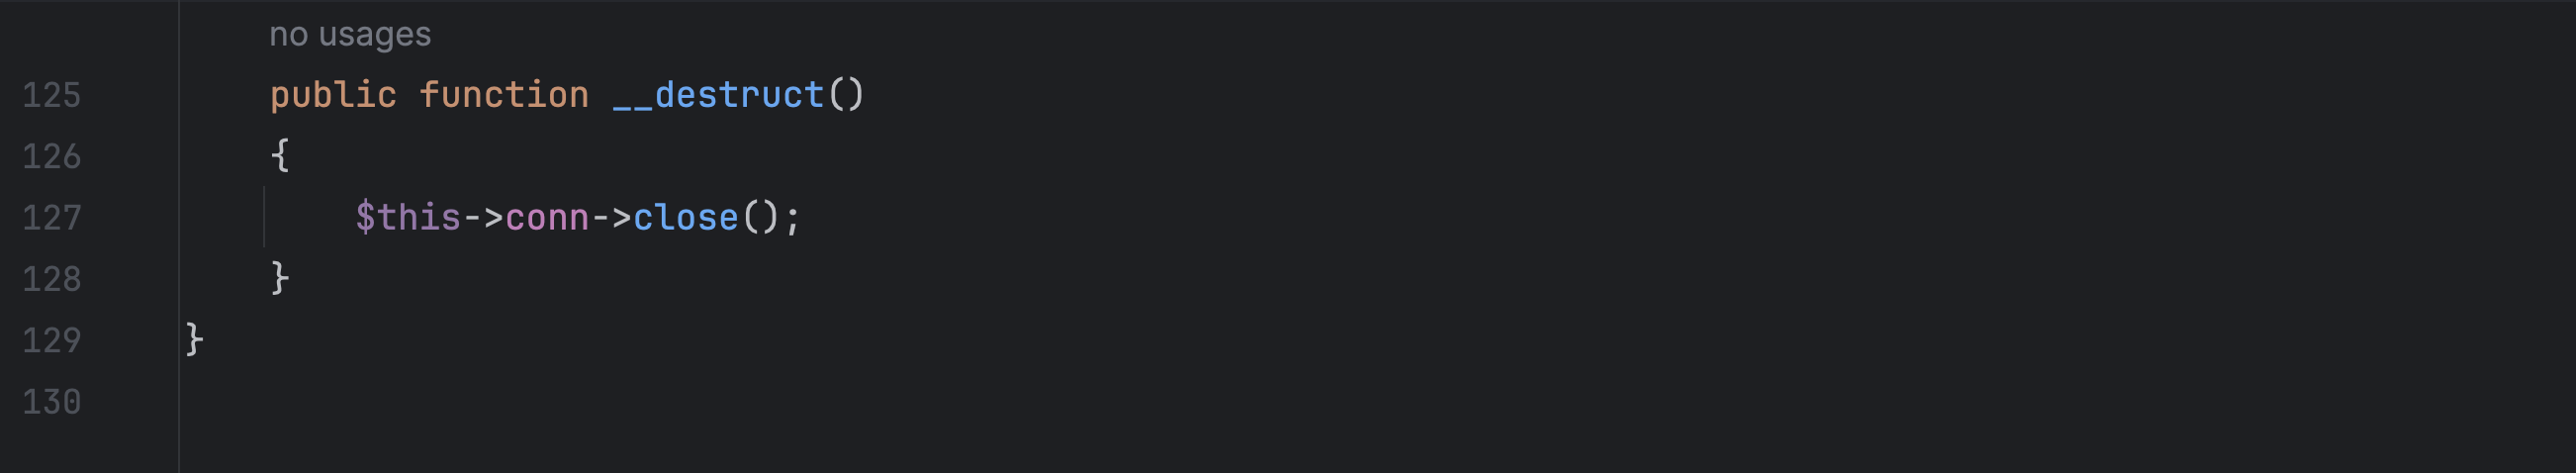 no usages
125 public function __destruct()
126 {
127 $this->conn->close();
128 }
129 }
130